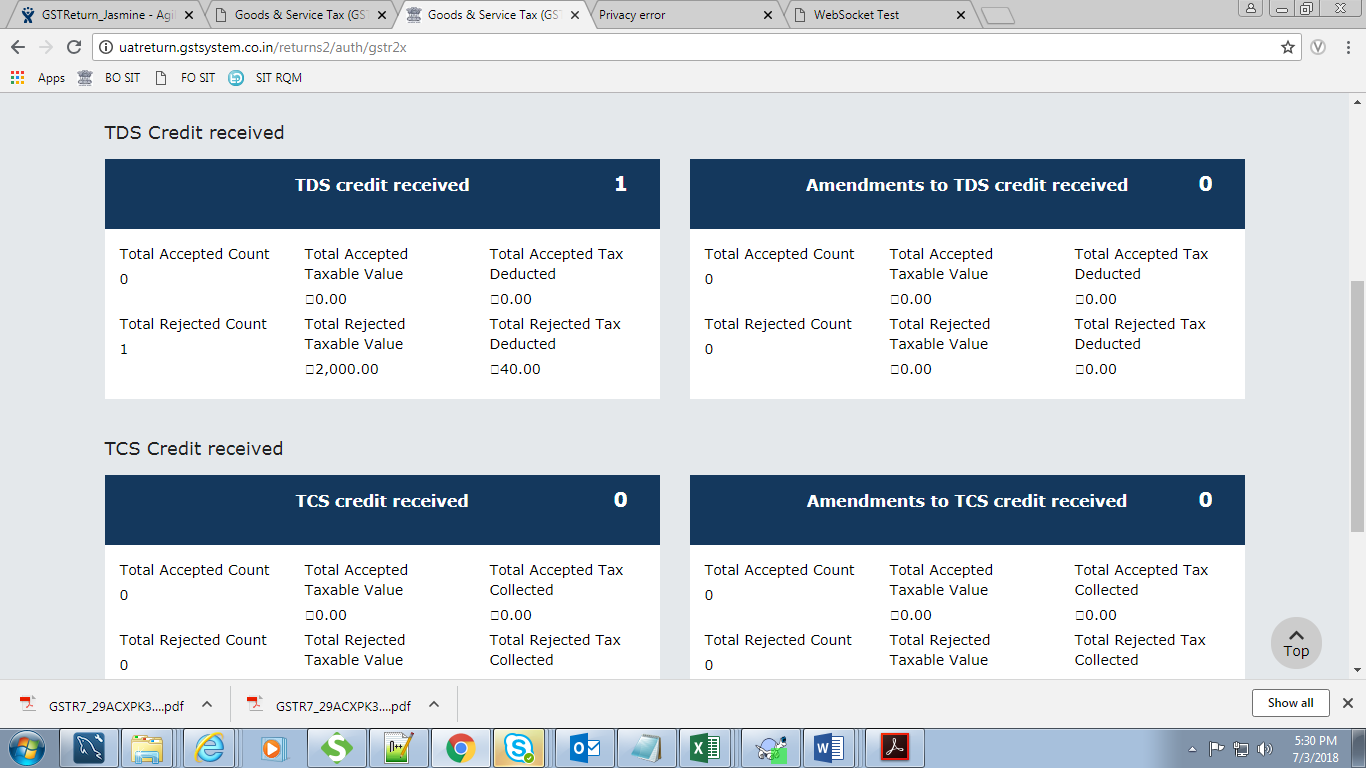 GSTReturn_Jasmine - Agil
Goods & Service Tax (GST
Goods & Service Tax (GST
Privacy error
WebSocket Test
uatreturn.gstsystem.co.in/returns2/auth/gstr2x
Apps BO SIT FO SIT SIT RQM
TDS Credit received
TDS credit received 1
Amendments to TDS credit received 0
Total Accepted Count
Total Accepted Taxable Value
Total Accepted Tax Deducted
0
0.00
0.00
Total Rejected Count
Total Rejected Taxable Value
Total Rejected Tax Deducted
1
2,000.00
40.00
Total Accepted Count
Total Accepted Taxable Value
Total Accepted Tax Deducted
0
0.00
0.00
Total Rejected Count
Total Rejected Taxable Value
Total Rejected Tax Deducted
0
0.00
0.00
TCS Credit received
TCS credit received 0
Amendments to TCS credit received 0
Total Accepted Count
Total Accepted Taxable Value
Total Accepted Tax Collected
0
0.00
0.00
Total Rejected Count
Total Rejected Taxable Value
Total Rejected Tax Collected
0
Total Accepted Count
Total Accepted Taxable Value
Total Accepted Tax Collected
0
0.00
0.00
Total Rejected Count
Total Rejected Taxable Value
Total Rejected Tax Collected
0
Top
GSTR7_29ACXPK3....pdf
GSTR7_29ACXPK3....pdf
Show all
5:30 PM
7/3/2018